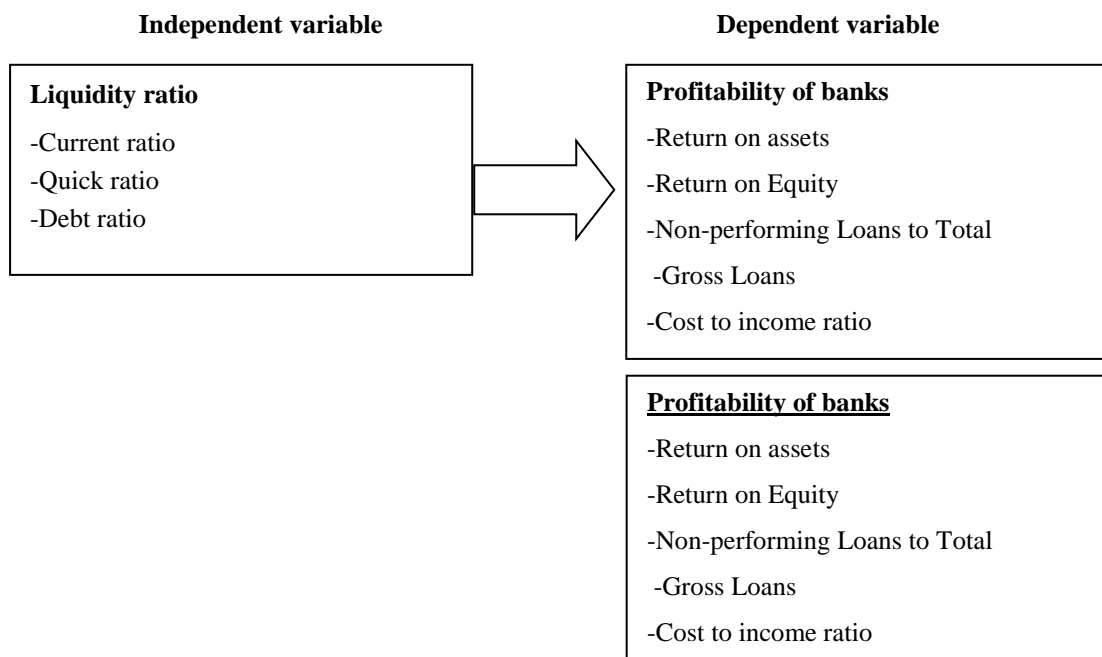 Independent variable
Dependent variable
Liquidity ratio
-Current ratio
-Quick ratio
-Debt ratio
Profitability of banks
-Return on assets
-Return on Equity
-Non-performing Loans to Total
-Gross Loans
-Cost to income ratio
Profitability of banks
-Return on assets
-Return on Equity
-Non-performing Loans to Total
-Gross Loans
-Cost to income ratio